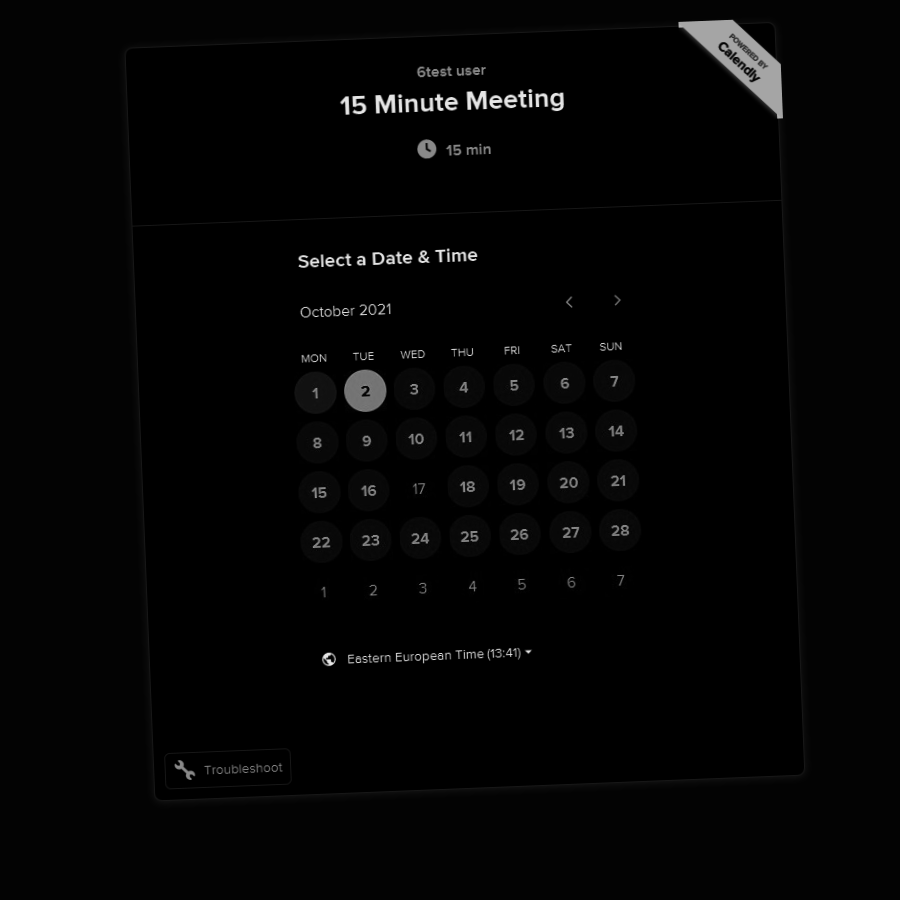 POWERED BY
Calendly
6test user
15 Minute Meeting
15 min
Select a Date & Time
October 2021
MON TUE WED THU FRI SAT SUN
1 2 3 4 5 6 7
8 9 10 11 12 13 14
15 16 17 18 19 20 21
22 23 24 25 26 27 28
1 2 3 4 5 6 7
Eastern European Time (13:41)
Troubleshoot